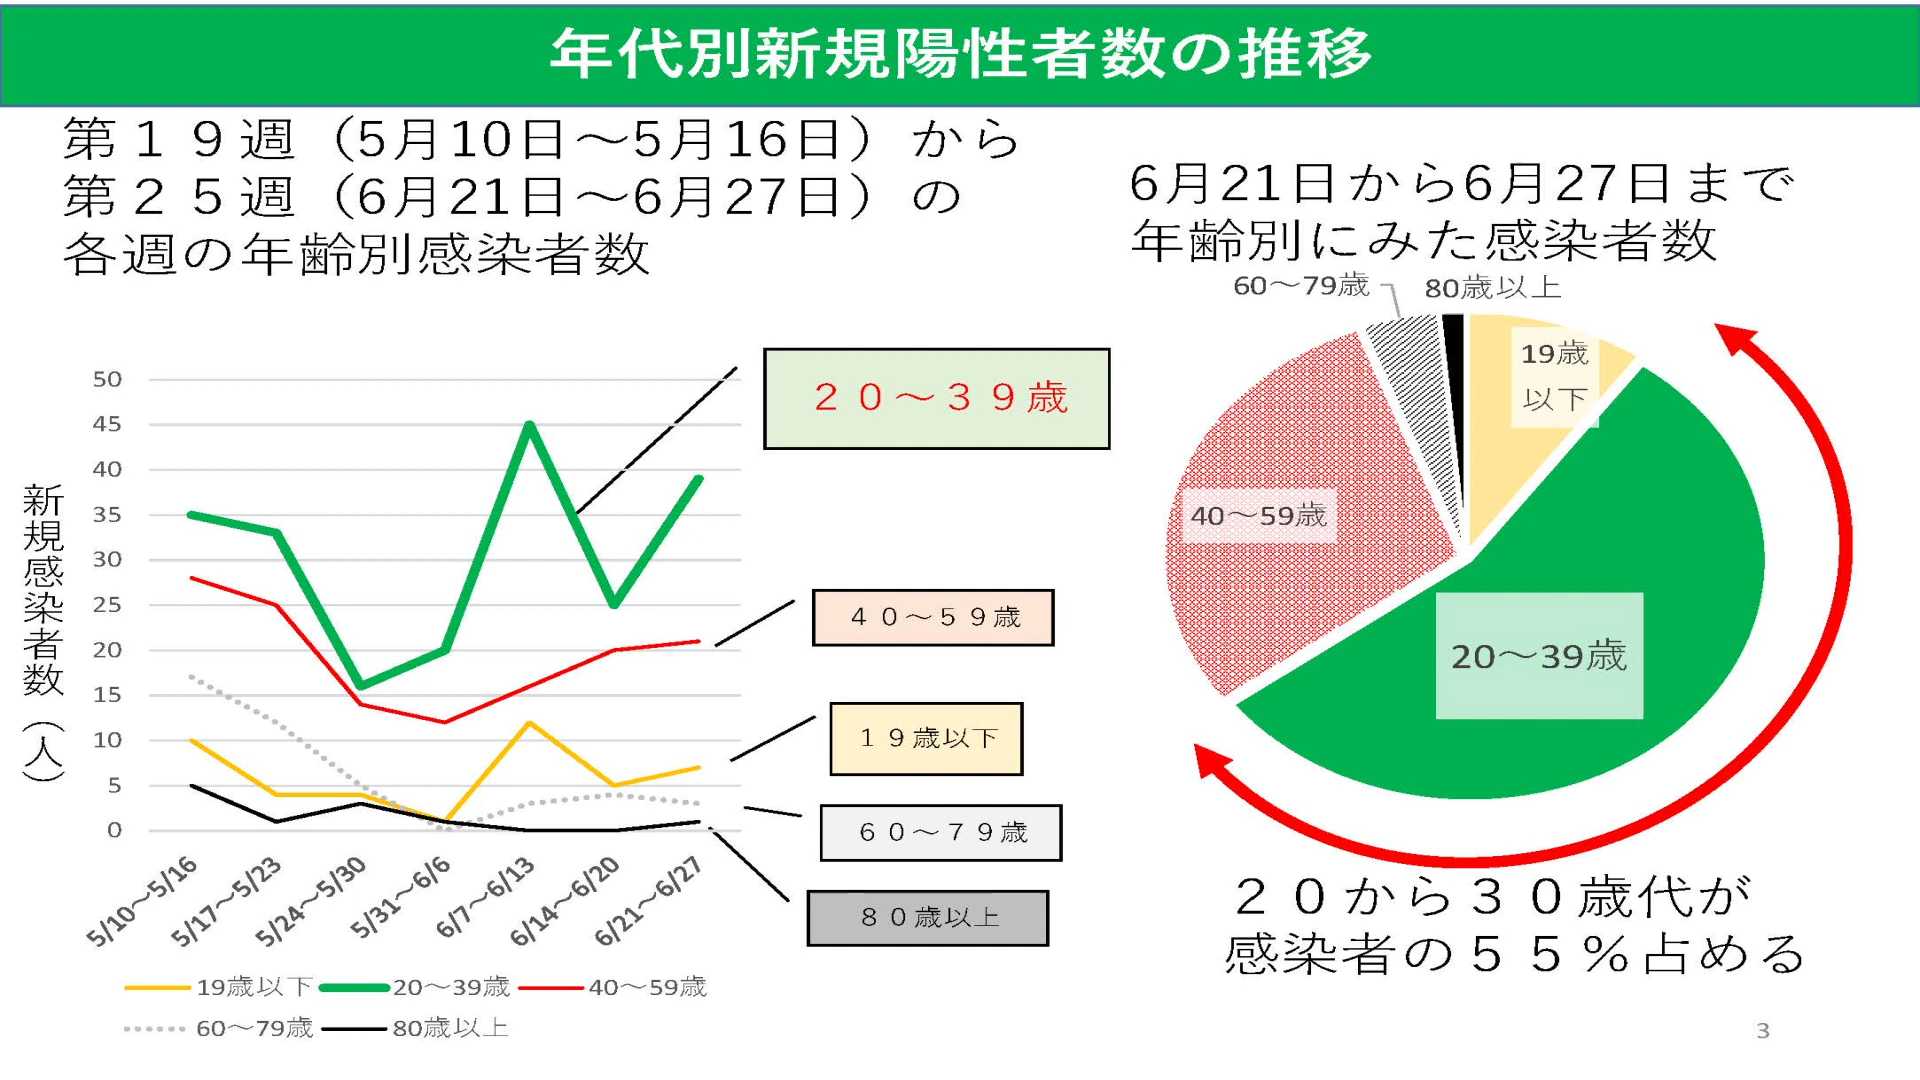 年代別新規陽性者数の推移
第１９週（5月10日～5月16日）から
第２５週（6月21日～6月27日）の
各週の年齢別感染者数
6月21日から6月27日まで
年齢別にみた感染者数
新規感染者数（人）
50
45
40
35
30
25
20
15
10
5
0
5/10～5/16
5/17～5/23
5/24～5/30
5/31～6/6
6/7～6/13
6/14～6/20
6/21～6/27
２０～３９歳
４０～５９歳
１９歳以下
６０～７９歳
８０歳以上
19歳以下 20～39歳 40～59歳
60～79歳 80歳以上
60～79歳
80歳以上
19歳
以下
40～59歳
20～39歳
２０から３０歳代が
感染者の５５％占める
3